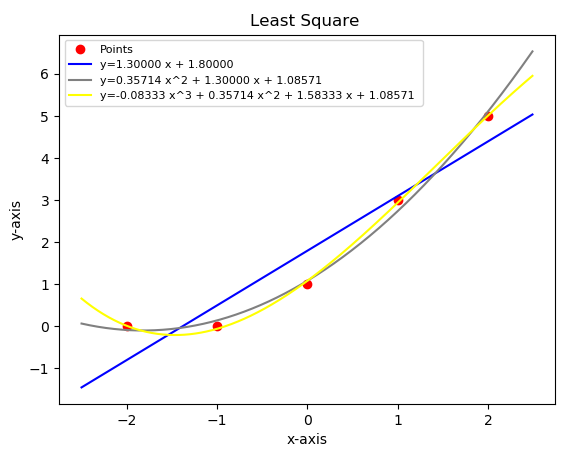 Least Square
Points
y=1.30000 x + 1.80000
y=0.35714 x^2 + 1.30000 x + 1.08571
y=-0.08333 x^3 + 0.35714 x^2 + 1.58333 x + 1.08571
6
5
4
3
2
1
0
−1
y-axis
−2 −1 0 1 2
x-axis